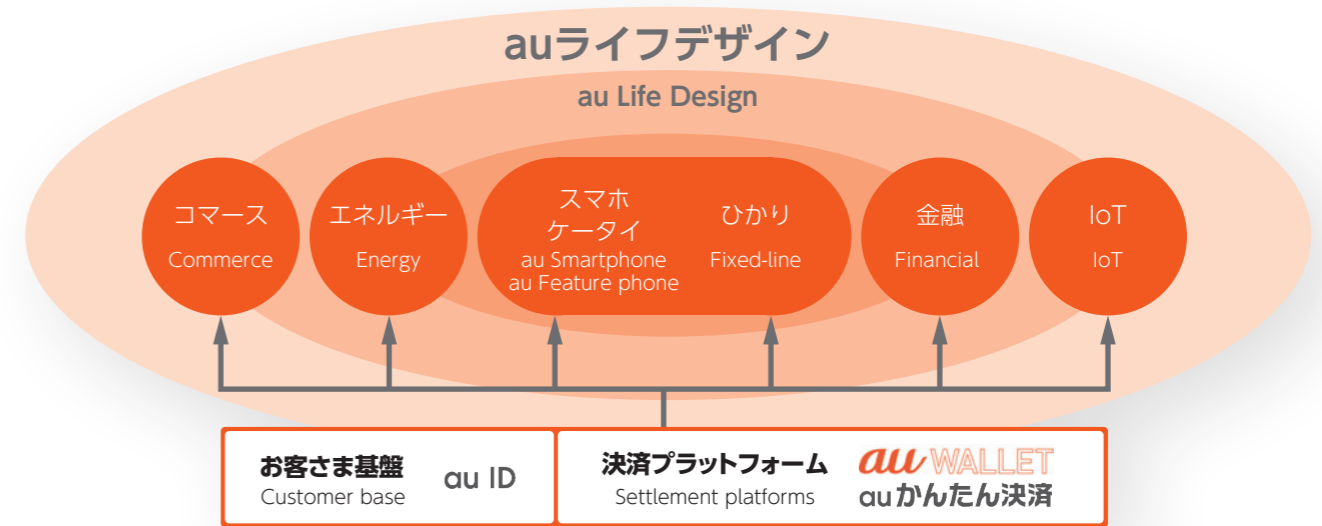 auライフデザイン
au Life Design
コマース
Commerce
エネルギー
Energy
スマホ
ケータイ
au Smartphone
au Feature phone
ひかり
Fixed-line
金融
Financial
IoT
IoT
お客さま基盤
Customer base
au ID
決済プラットフォーム
Settlement platforms
au WALLET
auかんたん決済